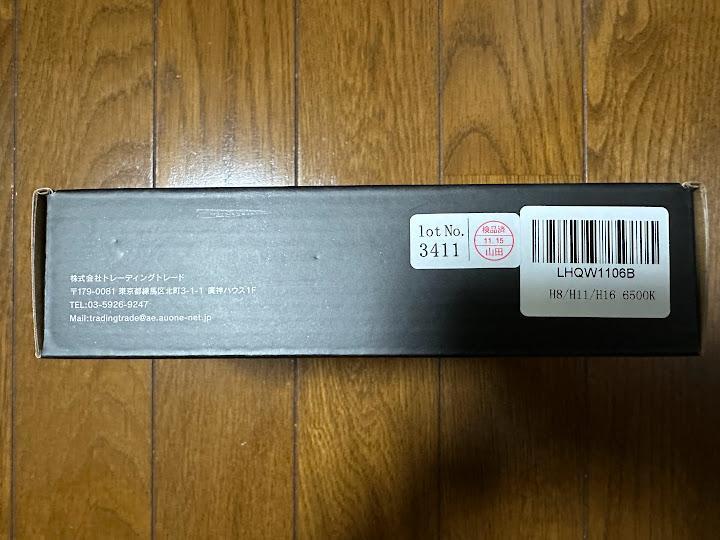 株式会社トレーディングトレード
〒179-0081 東京都練馬区北町3-1-1 廣神ハウス1F
TEL:03-5926-9247
Mail:tradingtrade@ae.auone-net.jp
lot No.
3411
検品済
11.15
山田
LHQW1106B
H8/H11/H16 6500K